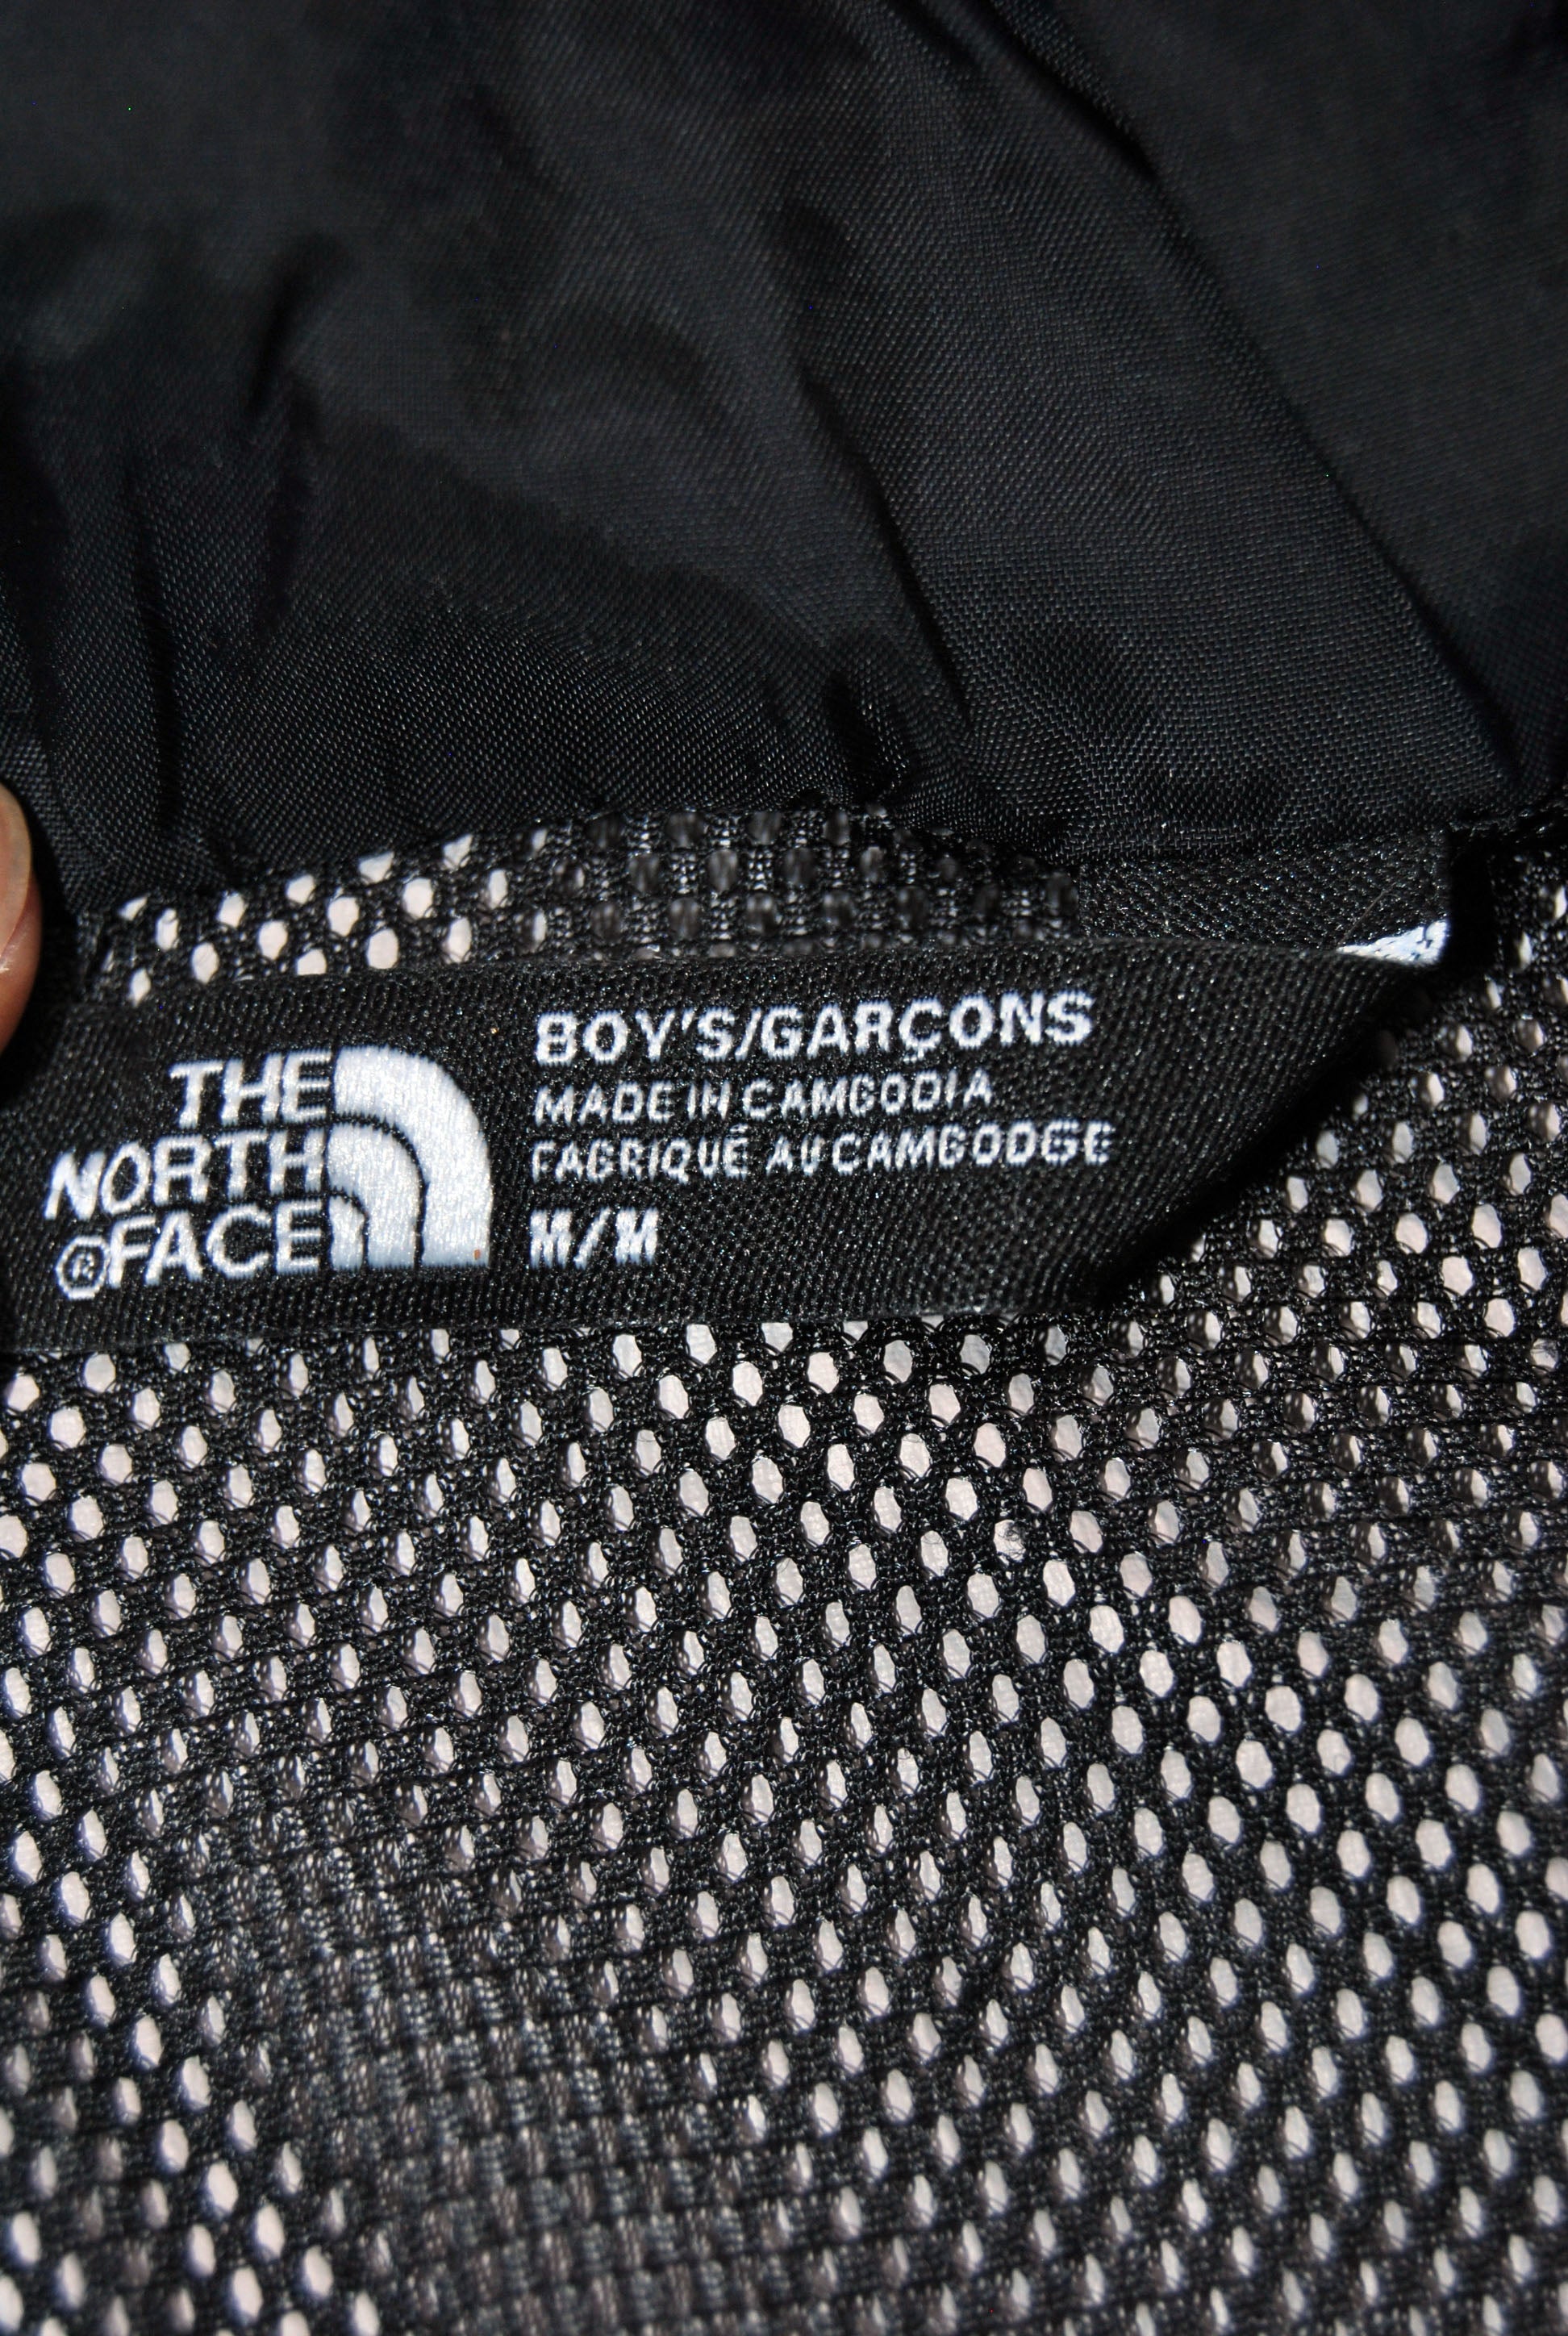 THE
NORTH
®FACE
BOY'S/GARÇONS
MADE IN CAMBODIA
FABRIQUÉ AU CAMBODGE
M/M